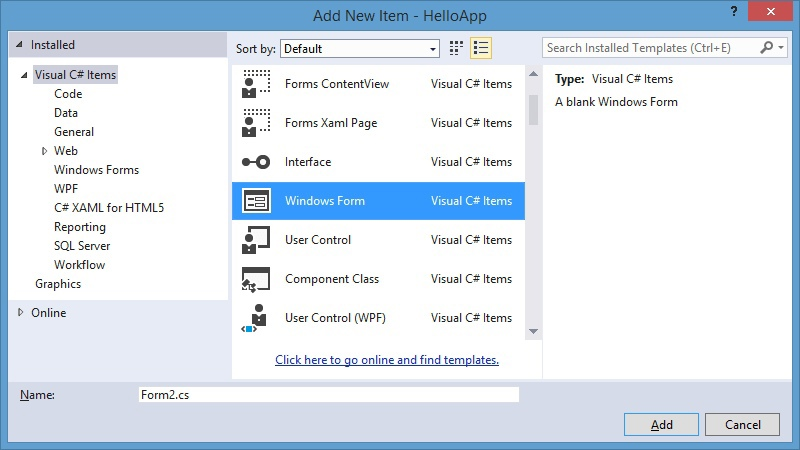 Add New Item - HelloApp
?
Installed
Sort by: Default
Search Installed Templates (Ctrl+E)
Visual C# Items
Code
Data
General
Web
Windows Forms
WPF
C# XAML for HTML5
Reporting
SQL Server
Workflow
Graphics
Online
Forms ContentView Visual C# Items
Forms Xaml Page Visual C# Items
Interface Visual C# Items
Windows Form Visual C# Items
User Control Visual C# Items
Component Class Visual C# Items
User Control (WPF) Visual C# Items
Click here to go online and find templates.
Type: Visual C# Items
A blank Windows Form
Name: Form2.cs
Add
Cancel